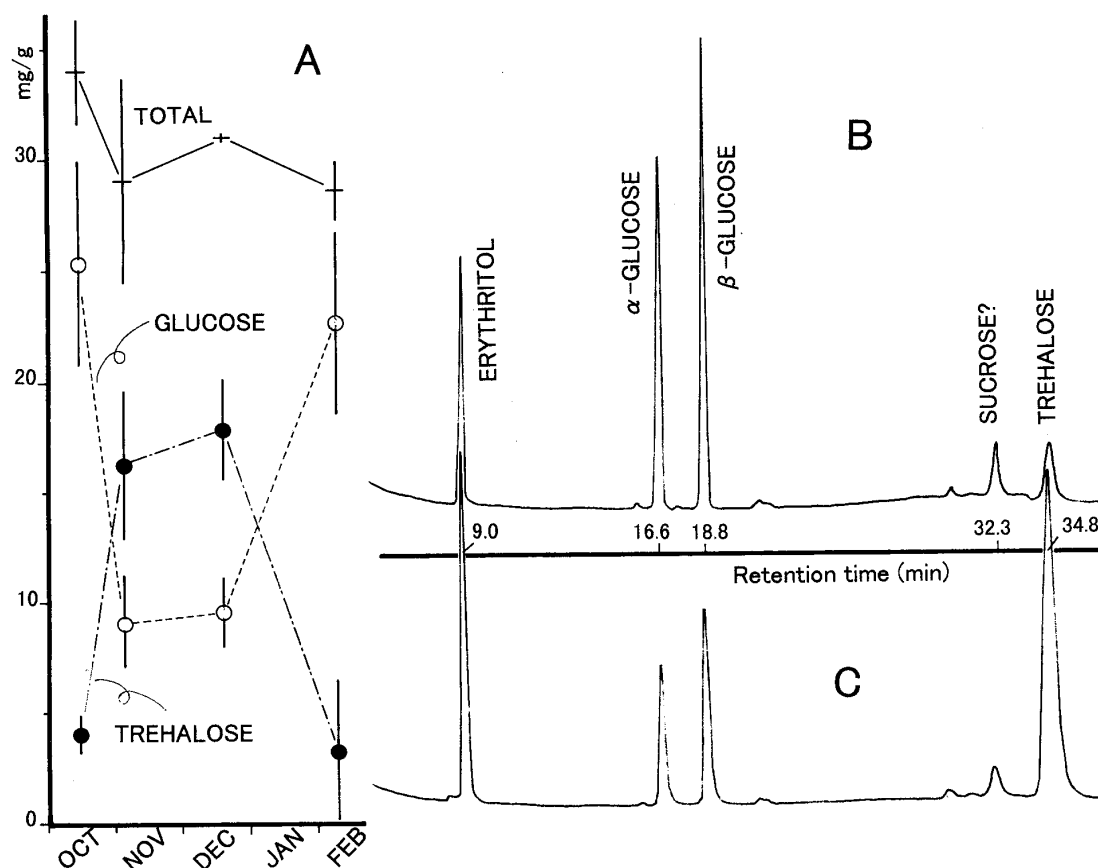 mg/g
30
20
10
0
A
TOTAL
GLUCOSE
TREHALOSE
OCT
NOV
DEC
JAN
FEB
B
ERYTHRITOL
α-GLUCOSE
β-GLUCOSE
SUCROSE?
TREHALOSE
9.0
16.6
18.8
32.3
34.8
Retention time (min)
C